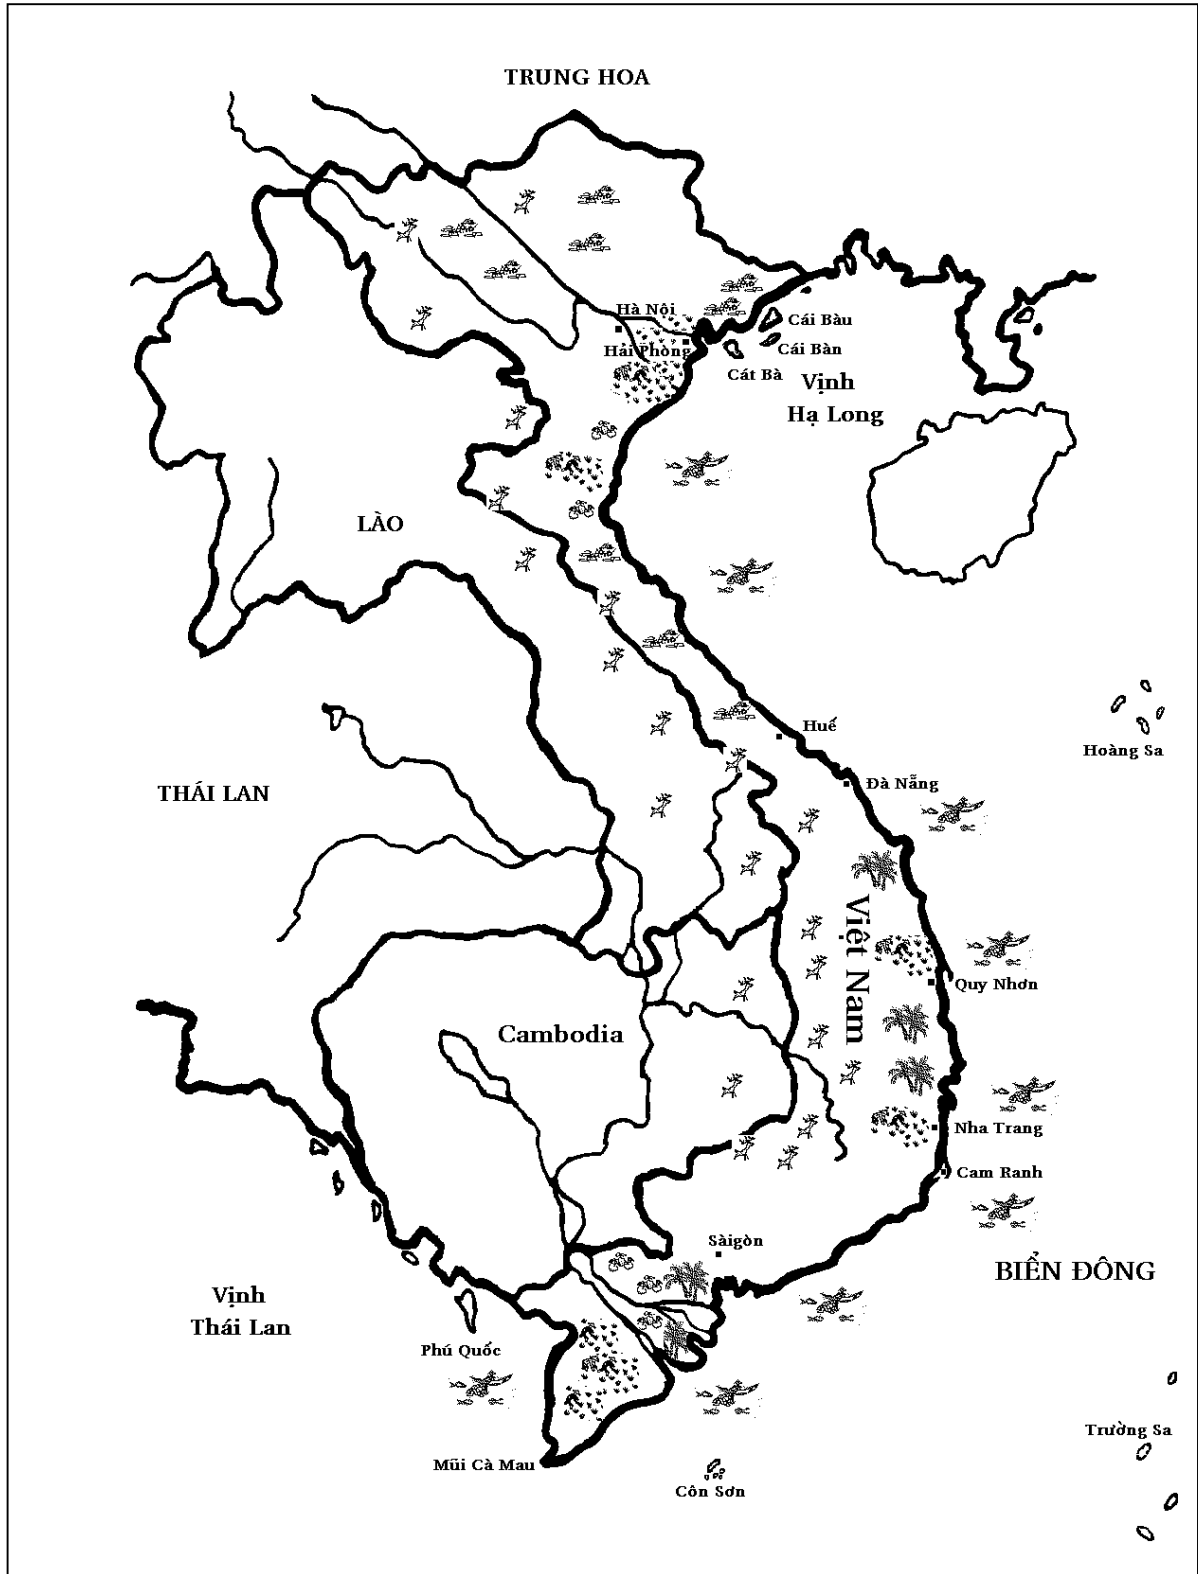 TRUNG HOA
Hà Nội
Cái Bàu
Hải Phòng
Cái Bàn
Cát Bà
Vịnh
Hạ Long
LÀO
Huế
Hoàng Sa
Đà Nẵng
THÁI LAN
Việt Nam
Quy Nhơn
Cambodia
Nha Trang
Cam Ranh
Sàigòn
BIỂN ĐÔNG
Vịnh
Thái Lan
Phú Quốc
Trường Sa
Mũi Cà Mau
Côn Sơn